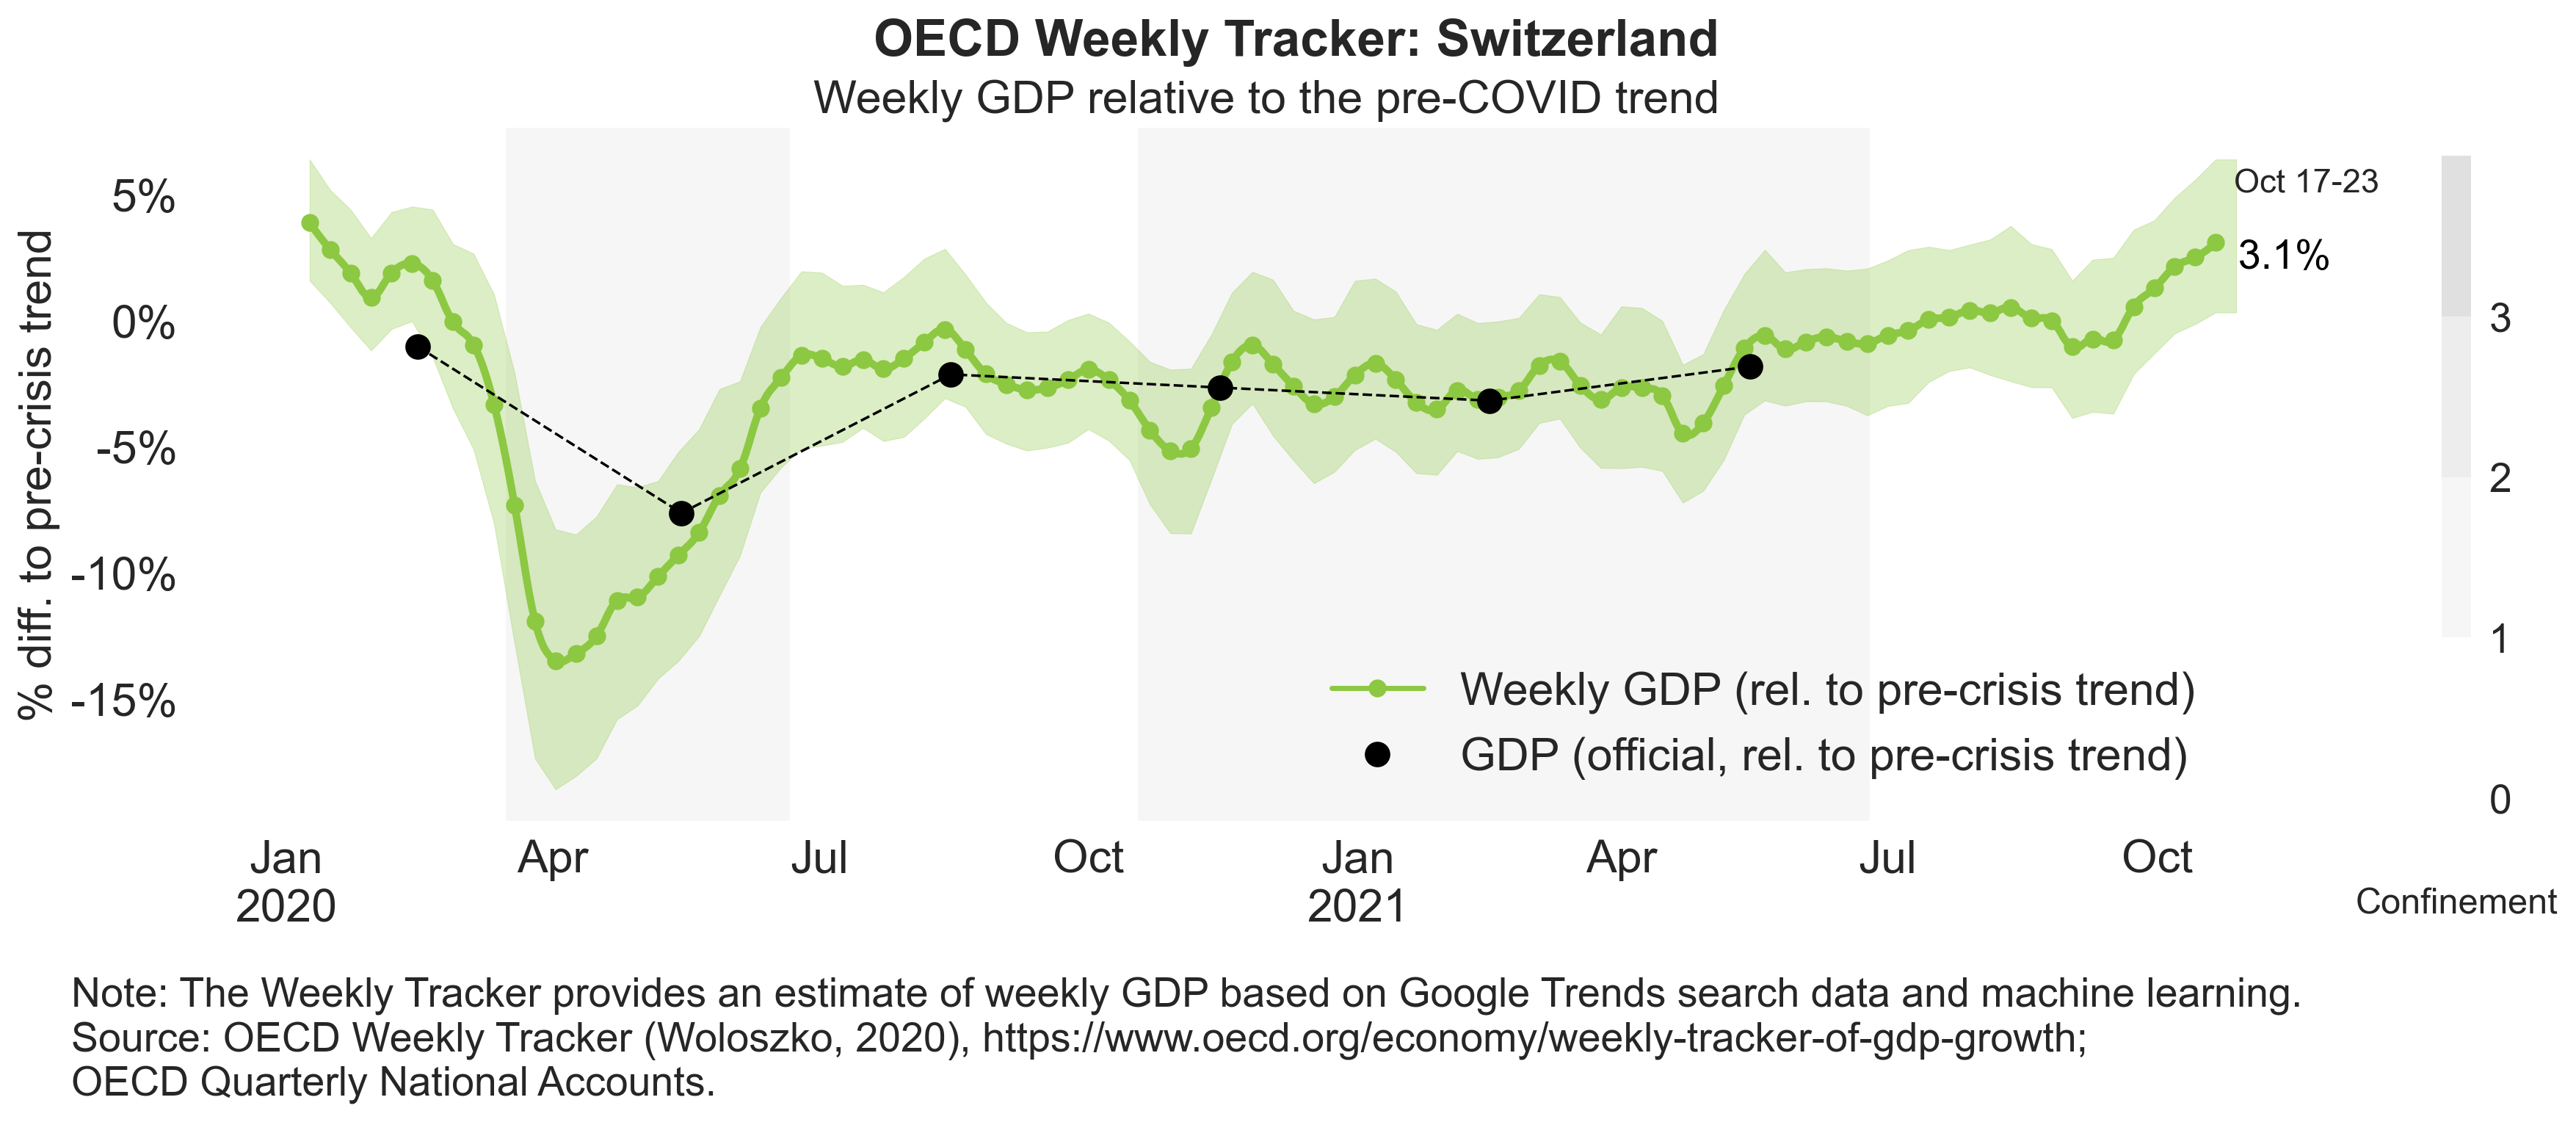 OECD Weekly Tracker: Switzerland
Weekly GDP relative to the pre-COVID trend
% diff. to pre-crisis trend
5%
0%
-5%
-10%
-15%
Oct 17-23
3.1%
3
2
1
0
Weekly GDP (rel. to pre-crisis trend)
GDP (official, rel. to pre-crisis trend)
Jan Apr Jul Oct Jan Apr Jul Oct
2020 2021
Confinement
Note: The Weekly Tracker provides an estimate of weekly GDP based on Google Trends search data and machine learning.
Source: OECD Weekly Tracker (Woloszko, 2020), https://www.oecd.org/economy/weekly-tracker-of-gdp-growth;
OECD Quarterly National Accounts.